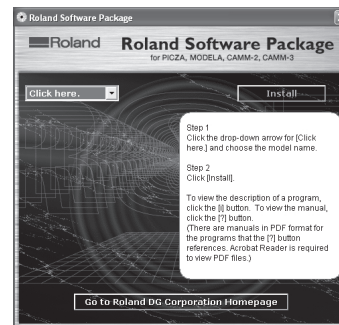 Roland Software Package
Roland
Roland Software Package
for PICZA, MODELA, CAMM-2, CAMM-3
Click here.
Install
Step 1
Click the drop-down arrow for [Click
here.] and choose the model name.
Step 2
Click [Install].
To view the description of a program,
click the [i] button. To view the manual,
click the [?] button.
(There are manuals in PDF format for
the programs that the [?] button
references. Acrobat Reader is required
to view PDF files.)
Go to Roland DG Corporation Homepage